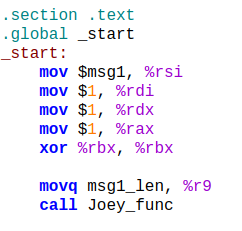 .section .text
.global _start
_start:
    mov $msg1, %rsi
    mov $1, %rdi
    mov $1, %rdx
    mov $1, %rax
    xor %rbx, %rbx

    movq msg1_len, %r9
    call Joey_func